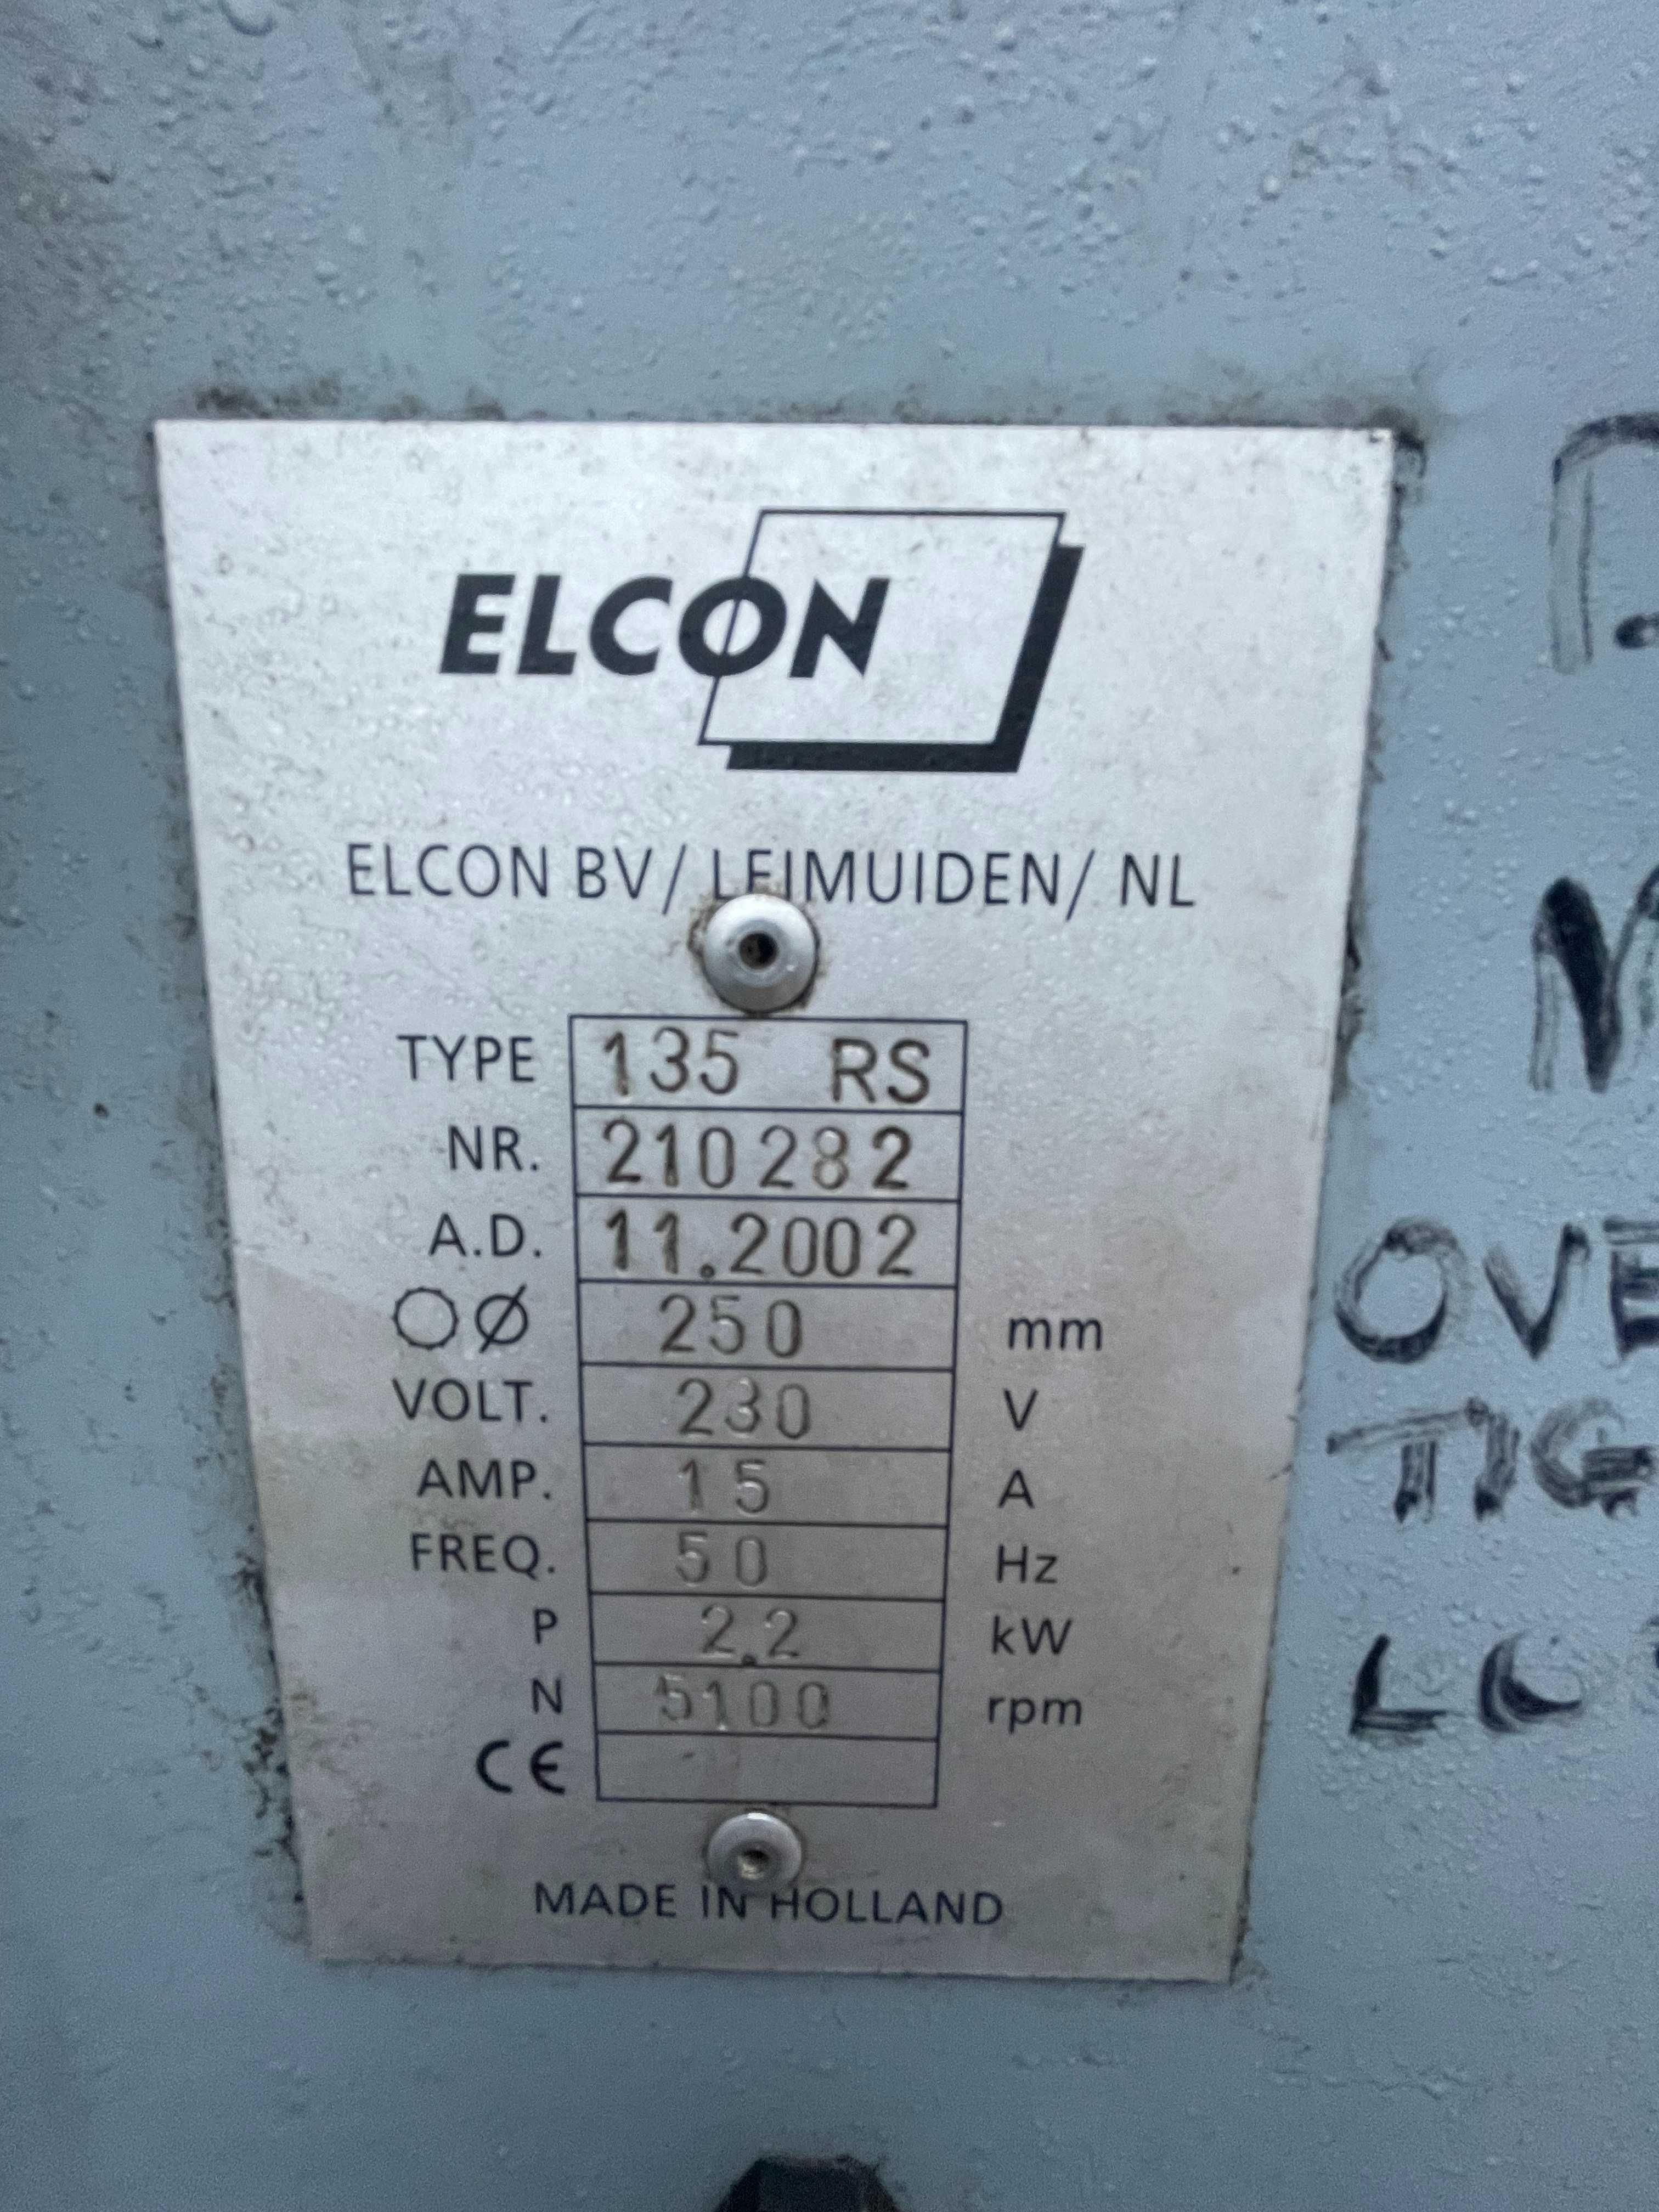 ELCON
ELCON BV/ LEIMUIDEN/ NL
TYPE 135 RS
NR. 210282
A.D. 11.2002
Ø 250 mm
VOLT. 230 V
AMP. 15 A
FREQ. 50 Hz
P 2.2 kW
N 5100 rpm
CE
MADE IN HOLLAND
OVE
TIG